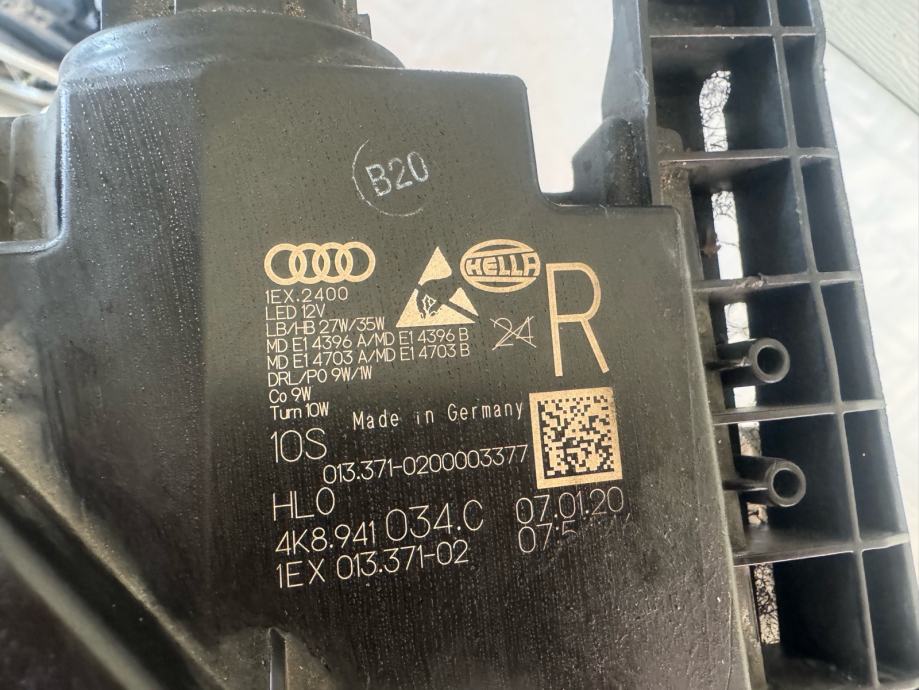 B20
HELLA
1EX.2400
LED 12V
LB/HB 27W/35W
MD E1 4396 A/MD E1 4396 B
MD E1 4703 A/MD E1 4703 B
DRL/PO 9W/1W
Co 9W
Turn 10W
24
R
Made in Germany
10S
013.371-0200003377
HLO
4K8.941 034.C
07.01.20
1EX 013.371-02